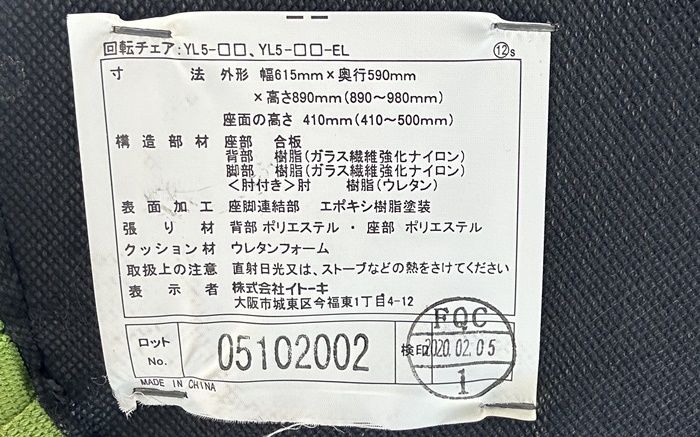 回転チェア:YL5-□□、YL5-□□-EL ⑫s
寸 法 外形 幅615mm×奥行590mm
×高さ890mm(890~980mm)
座面の高さ 410mm(410~500mm)
構造部材 座部 合板
背部 樹脂(ガラス繊維強化ナイロン)
脚部 樹脂(ガラス繊維強化ナイロン)
<肘付き>肘 樹脂(ウレタン)
表面加工 座脚連結部 エポキシ樹脂塗装
張り材 背部 ポリエステル ・ 座部 ポリエステル
クッション材 ウレタンフォーム
取扱上の注意 直射日光又は、ストーブなどの熱をさけてください
表示者 株式会社イトーキ
大阪市城東区今福東1丁目4-12
ロット No. 05102002
検印 FQC 2020.02.05 1
MADE IN CHINA